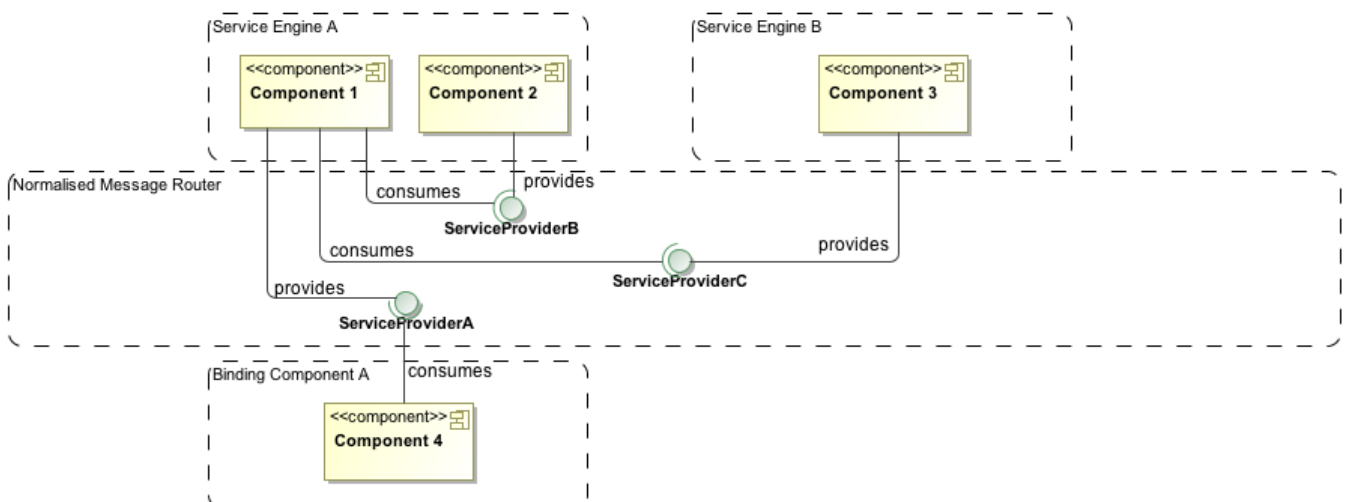 Service Engine A
Service Engine B
<<component>>
Component 1
<<component>>
Component 2
<<component>>
Component 3
Normalised Message Router
consumes
provides
ServiceProviderB
consumes
provides
ServiceProviderC
provides
ServiceProviderA
Binding Component A
consumes
<<component>>
Component 4